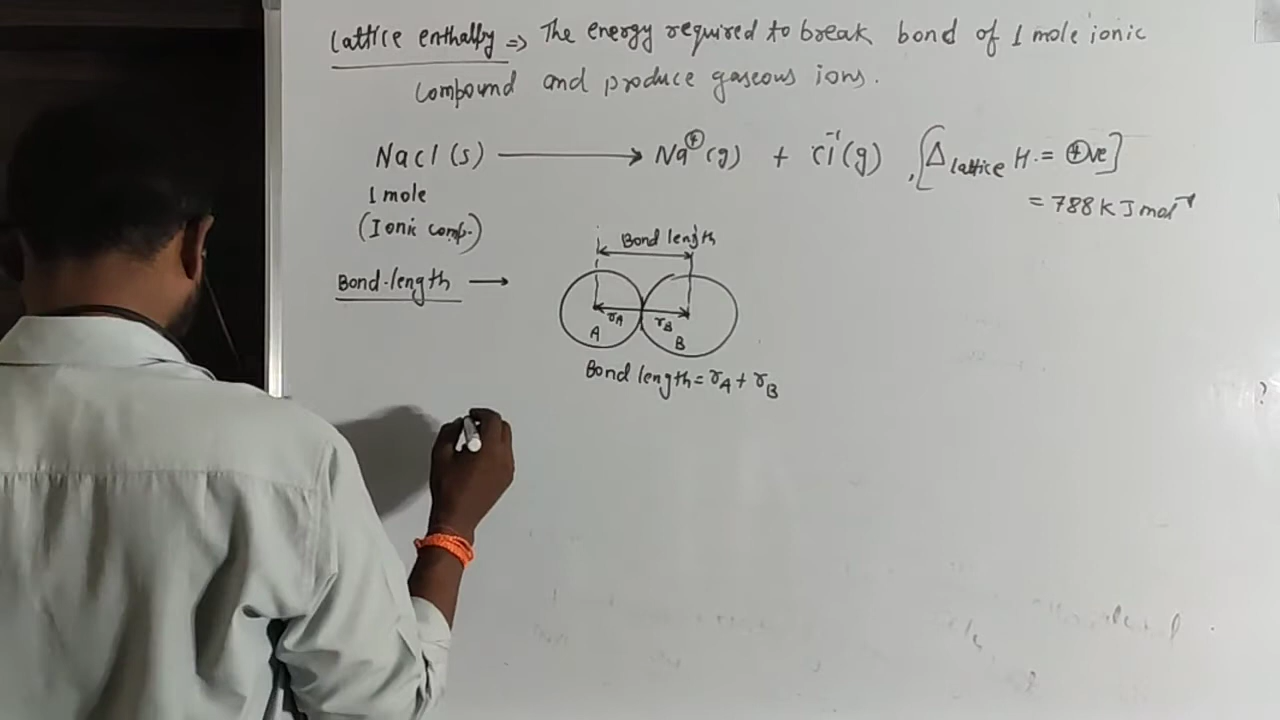 Lattice enthalpy ⇒ The energy required to break bond of 1 mole ionic
compound and produce gaseous ions.
NaCl (s) ⟶ Na⊕ (g) + Cl⁻¹ (g) , [Δlattice H = ⊕ve]
= 788 kJ mol⁻¹
1 mole
(Ionic comp.)
Bond length
Bond-length →
rA rB
A B
Bond length = rA + rB
?